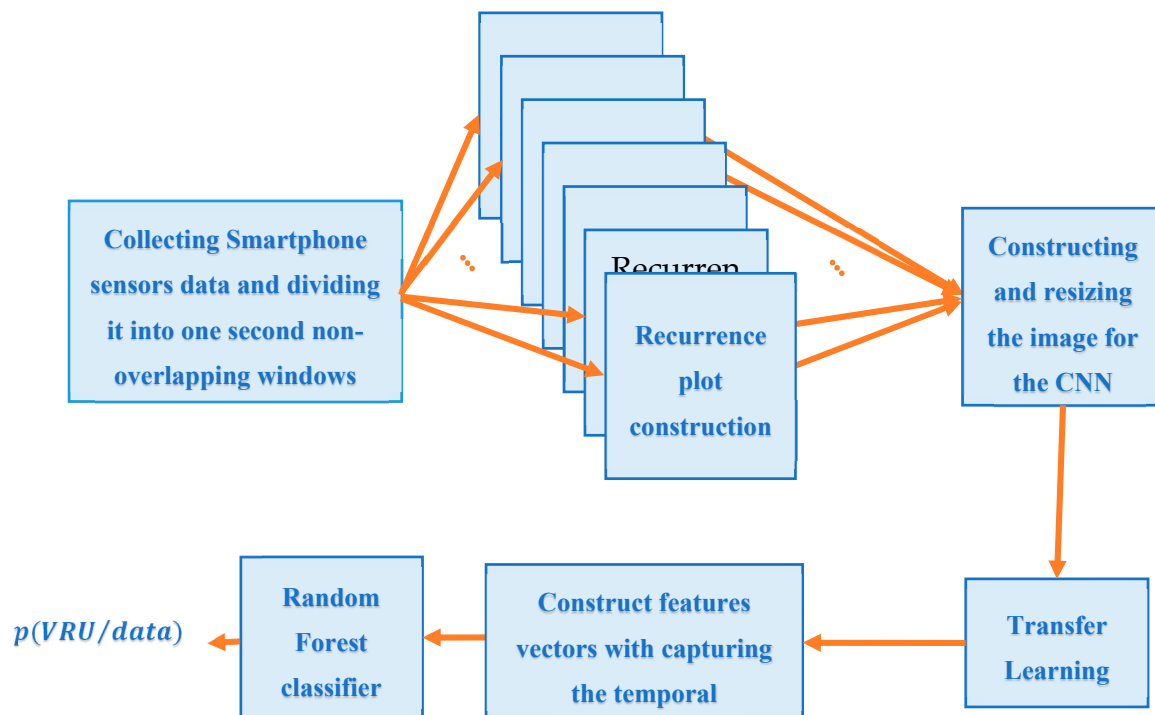 Collecting Smartphone
sensors data and dividing
it into one second non-
overlapping windows
Recurren
Recurrence
plot
construction
Constructing
and resizing
the image for
the CNN
Transfer
Learning
Construct features
vectors with capturing
the temporal
Random
Forest
classifier
p(VRU/data)